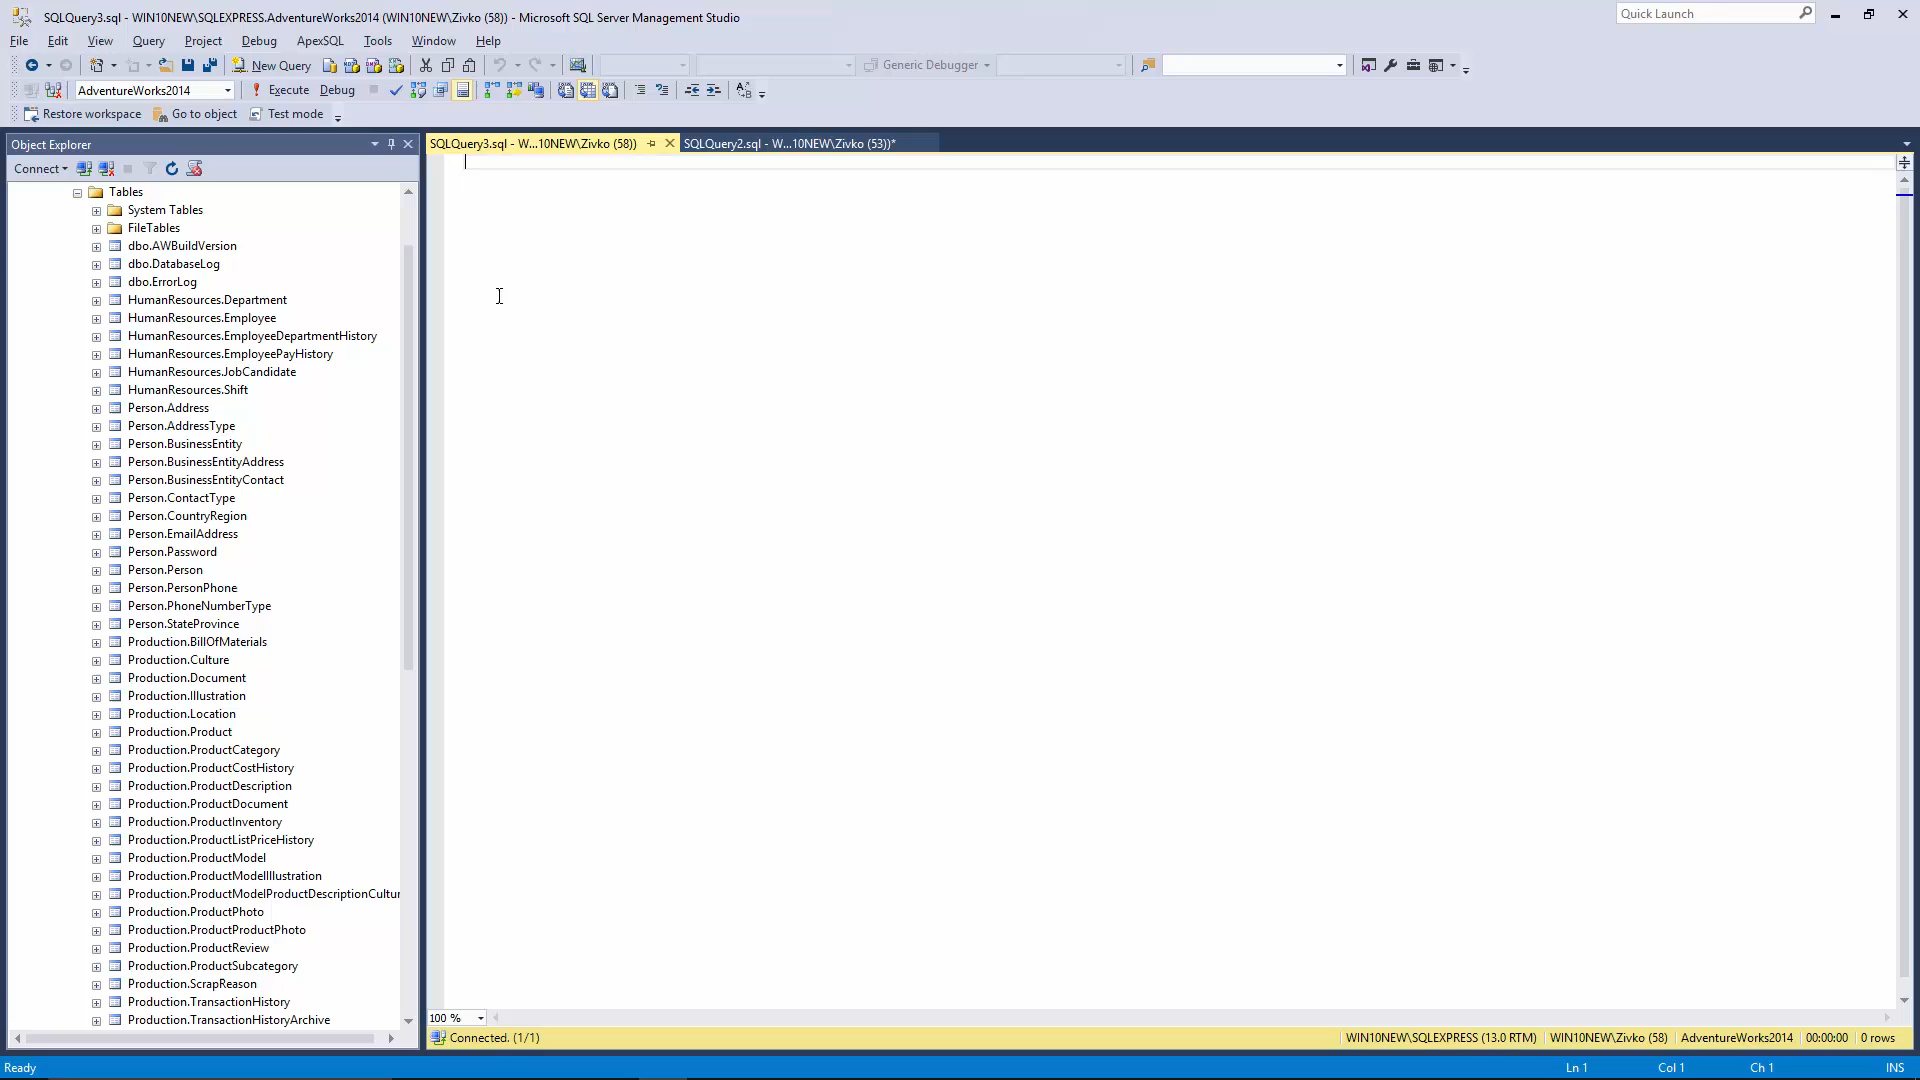 SQLQuery3.sql - WIN10NEW\SQLEXPRESS.AdventureWorks2014 (WIN10NEW\Zivko (58)) - Microsoft SQL Server Management Studio
Quick Launch
File Edit View Query Project Debug ApexSQL Tools Window Help
New Query
Generic Debugger
AdventureWorks2014
Execute Debug
Restore workspace Go to object Test mode
Object Explorer
SQLQuery3.sql - W...10NEW\Zivko (58))
SQLQuery2.sql - W...10NEW\Zivko (53))*
Connect
Tables
System Tables
FileTables
dbo.AWBuildVersion
dbo.DatabaseLog
dbo.ErrorLog
HumanResources.Department
HumanResources.Employee
HumanResources.EmployeeDepartmentHistory
HumanResources.EmployeePayHistory
HumanResources.JobCandidate
HumanResources.Shift
Person.Address
Person.AddressType
Person.BusinessEntity
Person.BusinessEntityAddress
Person.BusinessEntityContact
Person.ContactType
Person.CountryRegion
Person.EmailAddress
Person.Password
Person.Person
Person.PersonPhone
Person.PhoneNumberType
Person.StateProvince
Production.BillOfMaterials
Production.Culture
Production.Document
Production.Illustration
Production.Location
Production.Product
Production.ProductCategory
Production.ProductCostHistory
Production.ProductDescription
Production.ProductDocument
Production.ProductInventory
Production.ProductListPriceHistory
Production.ProductModel
Production.ProductModelIllustration
Production.ProductModelProductDescriptionCultur
Production.ProductPhoto
Production.ProductProductPhoto
Production.ProductReview
Production.ProductSubcategory
Production.ScrapReason
Production.TransactionHistory
Production.TransactionHistoryArchive
100 %
Connected. (1/1)
WIN10NEW\SQLEXPRESS (13.0 RTM) WIN10NEW\Zivko (58) AdventureWorks2014 00:00:00 0 rows
Ready
Ln 1 Col 1 Ch 1 INS